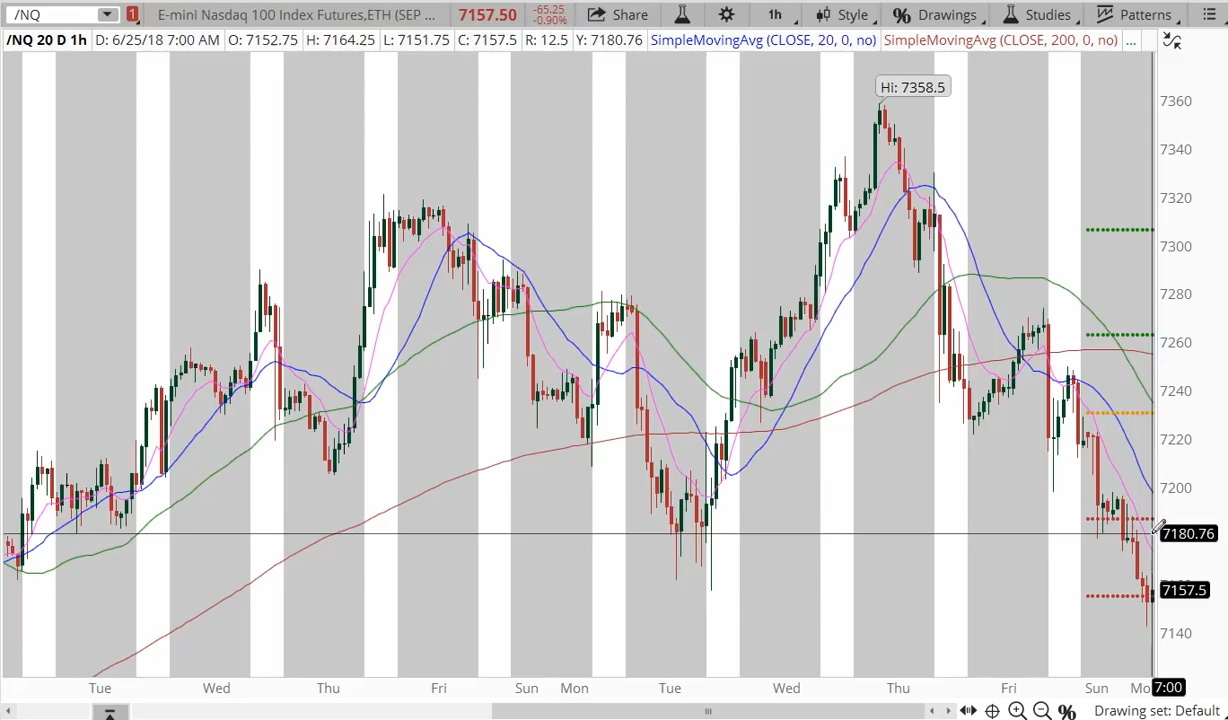 /NQ 1 E-mini Nasdaq 100 Index Futures,ETH (SEP ... 7157.50 -65.25 -0.90% Share 1h Style % Drawings Studies Patterns
/NQ 20 D 1h D: 6/25/18 7:00 AM O: 7152.75 H: 7164.25 L: 7151.75 C: 7157.5 R: 12.5 Y: 7180.76 SimpleMovingAvg (CLOSE, 20, 0, no) SimpleMovingAvg (CLOSE, 200, 0, no) ...
Hi: 7358.5
7360
7340
7320
7300
7280
7260
7240
7220
7200
7180.76
7157.5
7140
Tue Wed Thu Fri Sun Mon Tue Wed Thu Fri Sun Mo 7:00
% Drawing set: Default